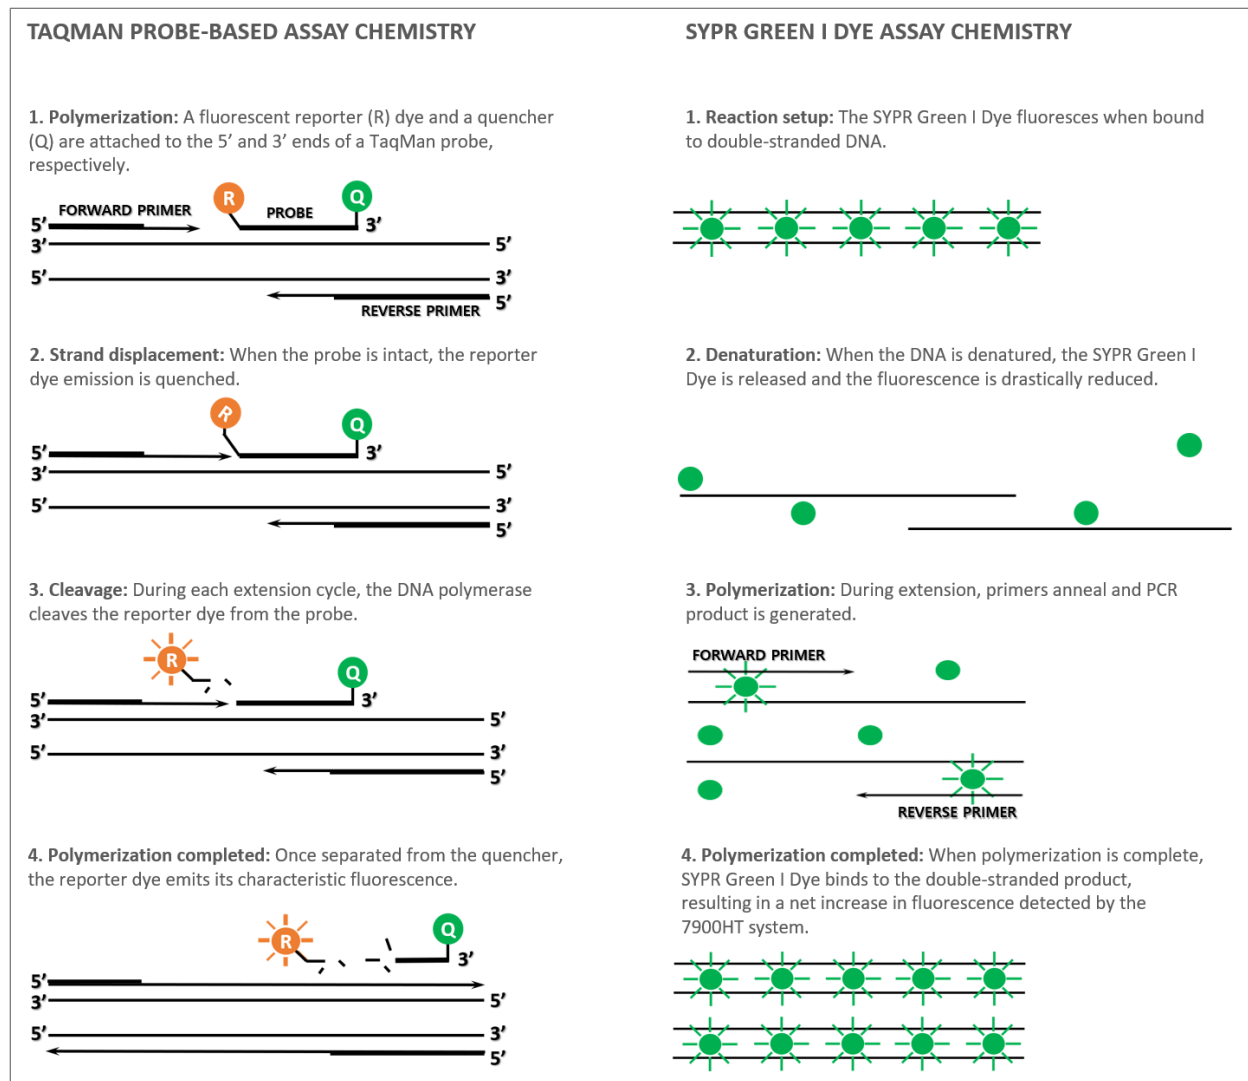 TAQMAN PROBE-BASED ASSAY CHEMISTRY
1. Polymerization: A fluorescent reporter (R) dye and a quencher
(Q) are attached to the 5’ and 3’ ends of a TaqMan probe,
respectively.
R
Q
FORWARD PRIMER
PROBE
5’
3’
3’
5’
5’
3’
5’
REVERSE PRIMER
2. Strand displacement: When the probe is intact, the reporter
dye emission is quenched.
R
Q
5’
3’
3’
5’
5’
3’
5’
3. Cleavage: During each extension cycle, the DNA polymerase
cleaves the reporter dye from the probe.
R
Q
5’
3’
3’
5’
5’
3’
5’
4. Polymerization completed: Once separated from the quencher,
the reporter dye emits its characteristic fluorescence.
R
Q
3’
5’
3’
5’
5’
3’
5’
SYPR GREEN I DYE ASSAY CHEMISTRY
1. Reaction setup: The SYPR Green I Dye fluoresces when bound
to double-stranded DNA.
2. Denaturation: When the DNA is denatured, the SYPR Green I
Dye is released and the fluorescence is drastically reduced.
3. Polymerization: During extension, primers anneal and PCR
product is generated.
FORWARD PRIMER
REVERSE PRIMER
4. Polymerization completed: When polymerization is complete,
SYPR Green I Dye binds to the double-stranded product,
resulting in a net increase in fluorescence detected by the
7900HT system.